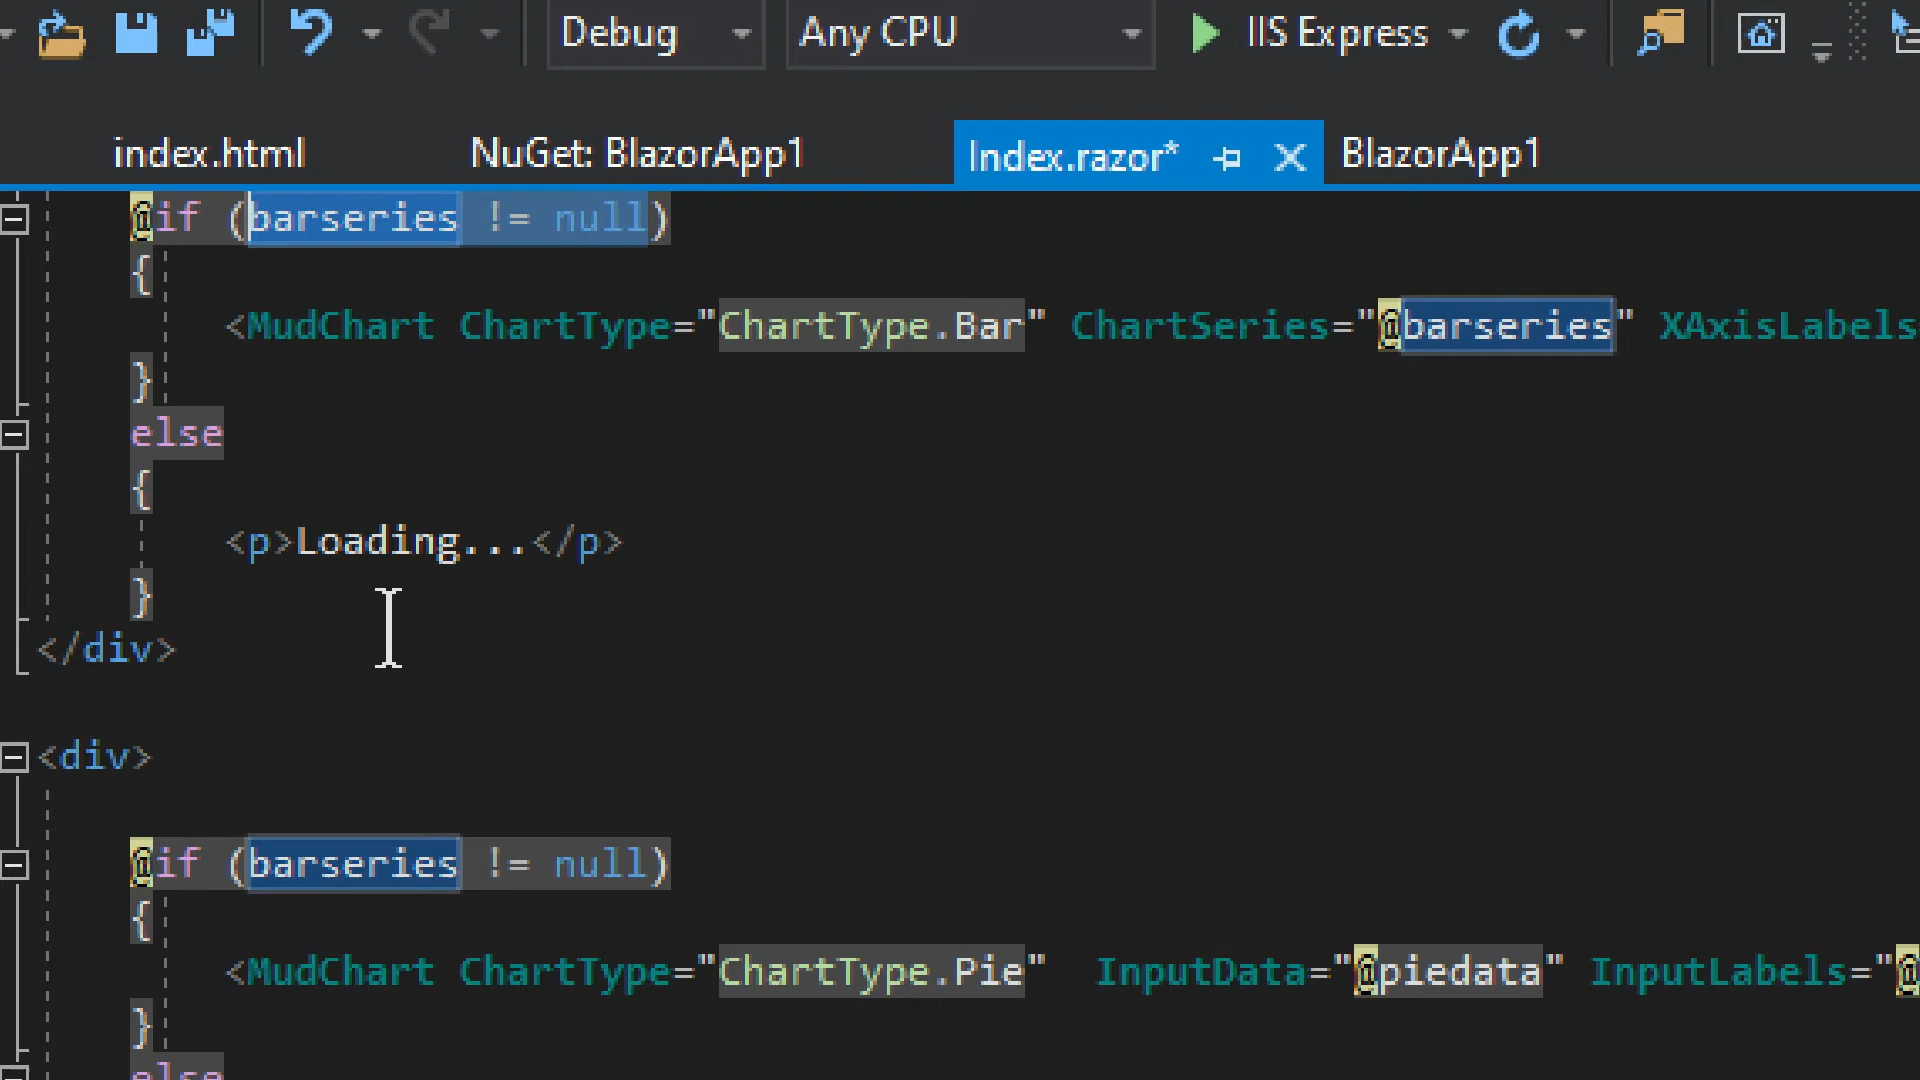 Debug Any CPU IIS Express
index.html NuGet: BlazorApp1 Index.razor* BlazorApp1
@if (barseries != null)
{
<MudChart ChartType="ChartType.Bar" ChartSeries="@barseries" XAxisLabels
}
else
{
<p>Loading...</p>
}
</div>
<div>
@if (barseries != null)
{
<MudChart ChartType="ChartType.Pie" InputData="@piedata" InputLabels="@
}
else